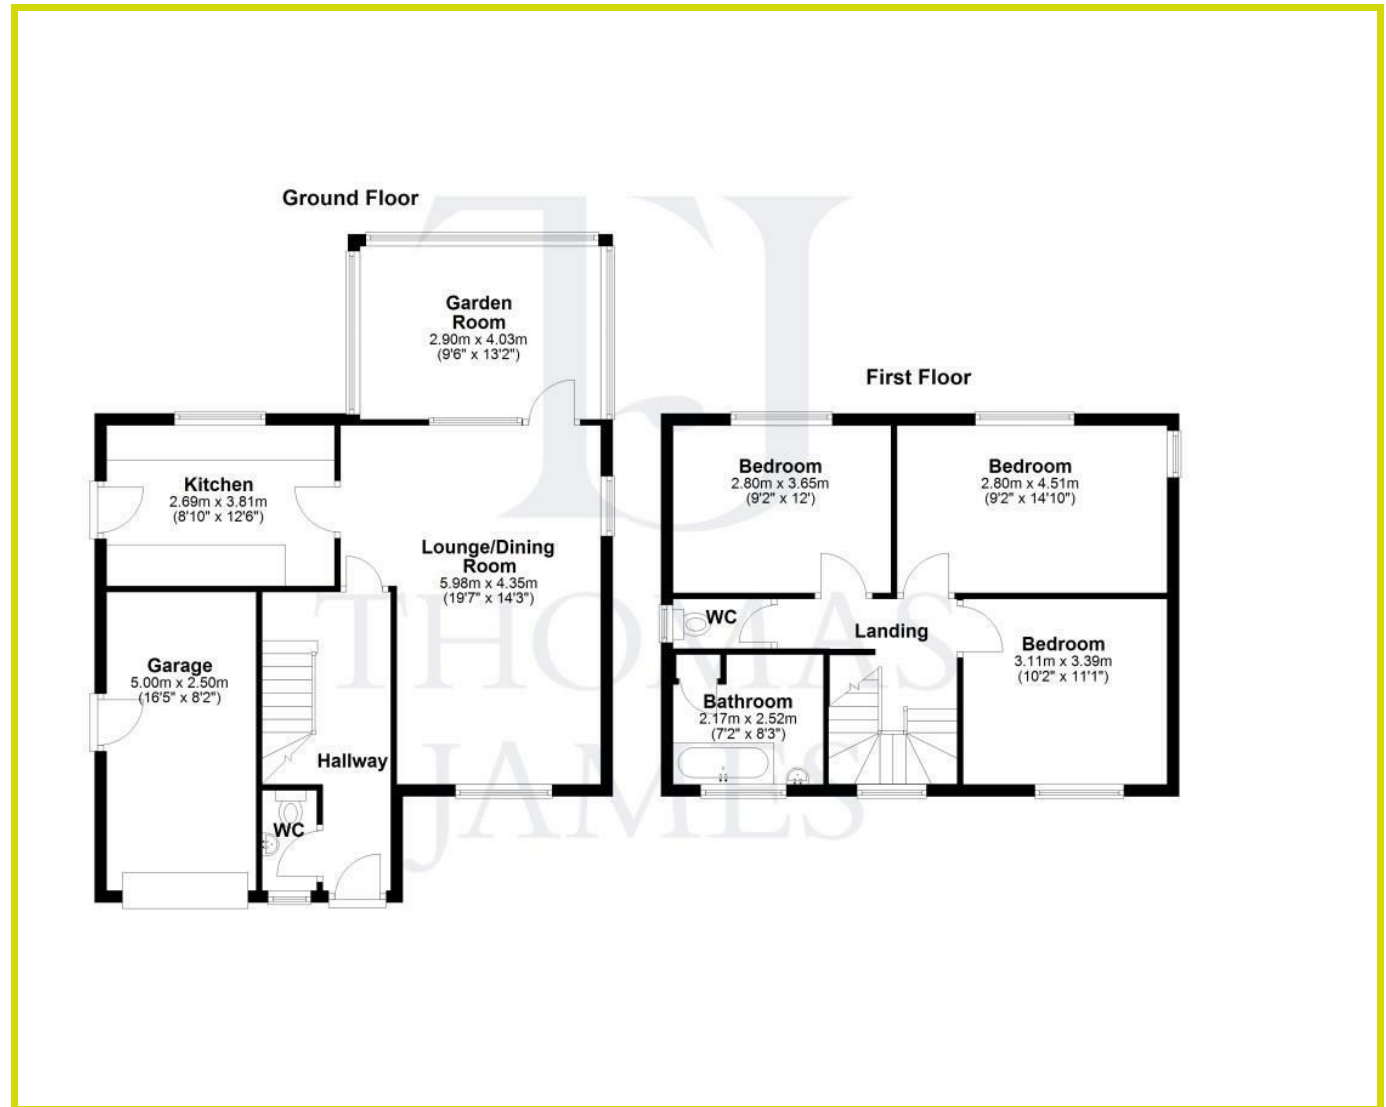 Ground Floor
Garden
Room
2.90m x 4.03m
(9'6" x 13'2")
Kitchen
2.69m x 3.81m
(8'10" x 12'6")
Lounge/Dining
Room
5.98m x 4.35m
(19'7" x 14'3")
Garage
5.00m x 2.50m
(16'5" x 8'2")
Hallway
WC
First Floor
Bedroom
2.80m x 3.65m
(9'2" x 12')
Bedroom
2.80m x 4.51m
(9'2" x 14'10")
WC
Landing
Bedroom
3.11m x 3.39m
(10'2" x 11'1")
Bathroom
2.17m x 2.52m
(7'2" x 8'3")
TJ
THOMAS
JAMES